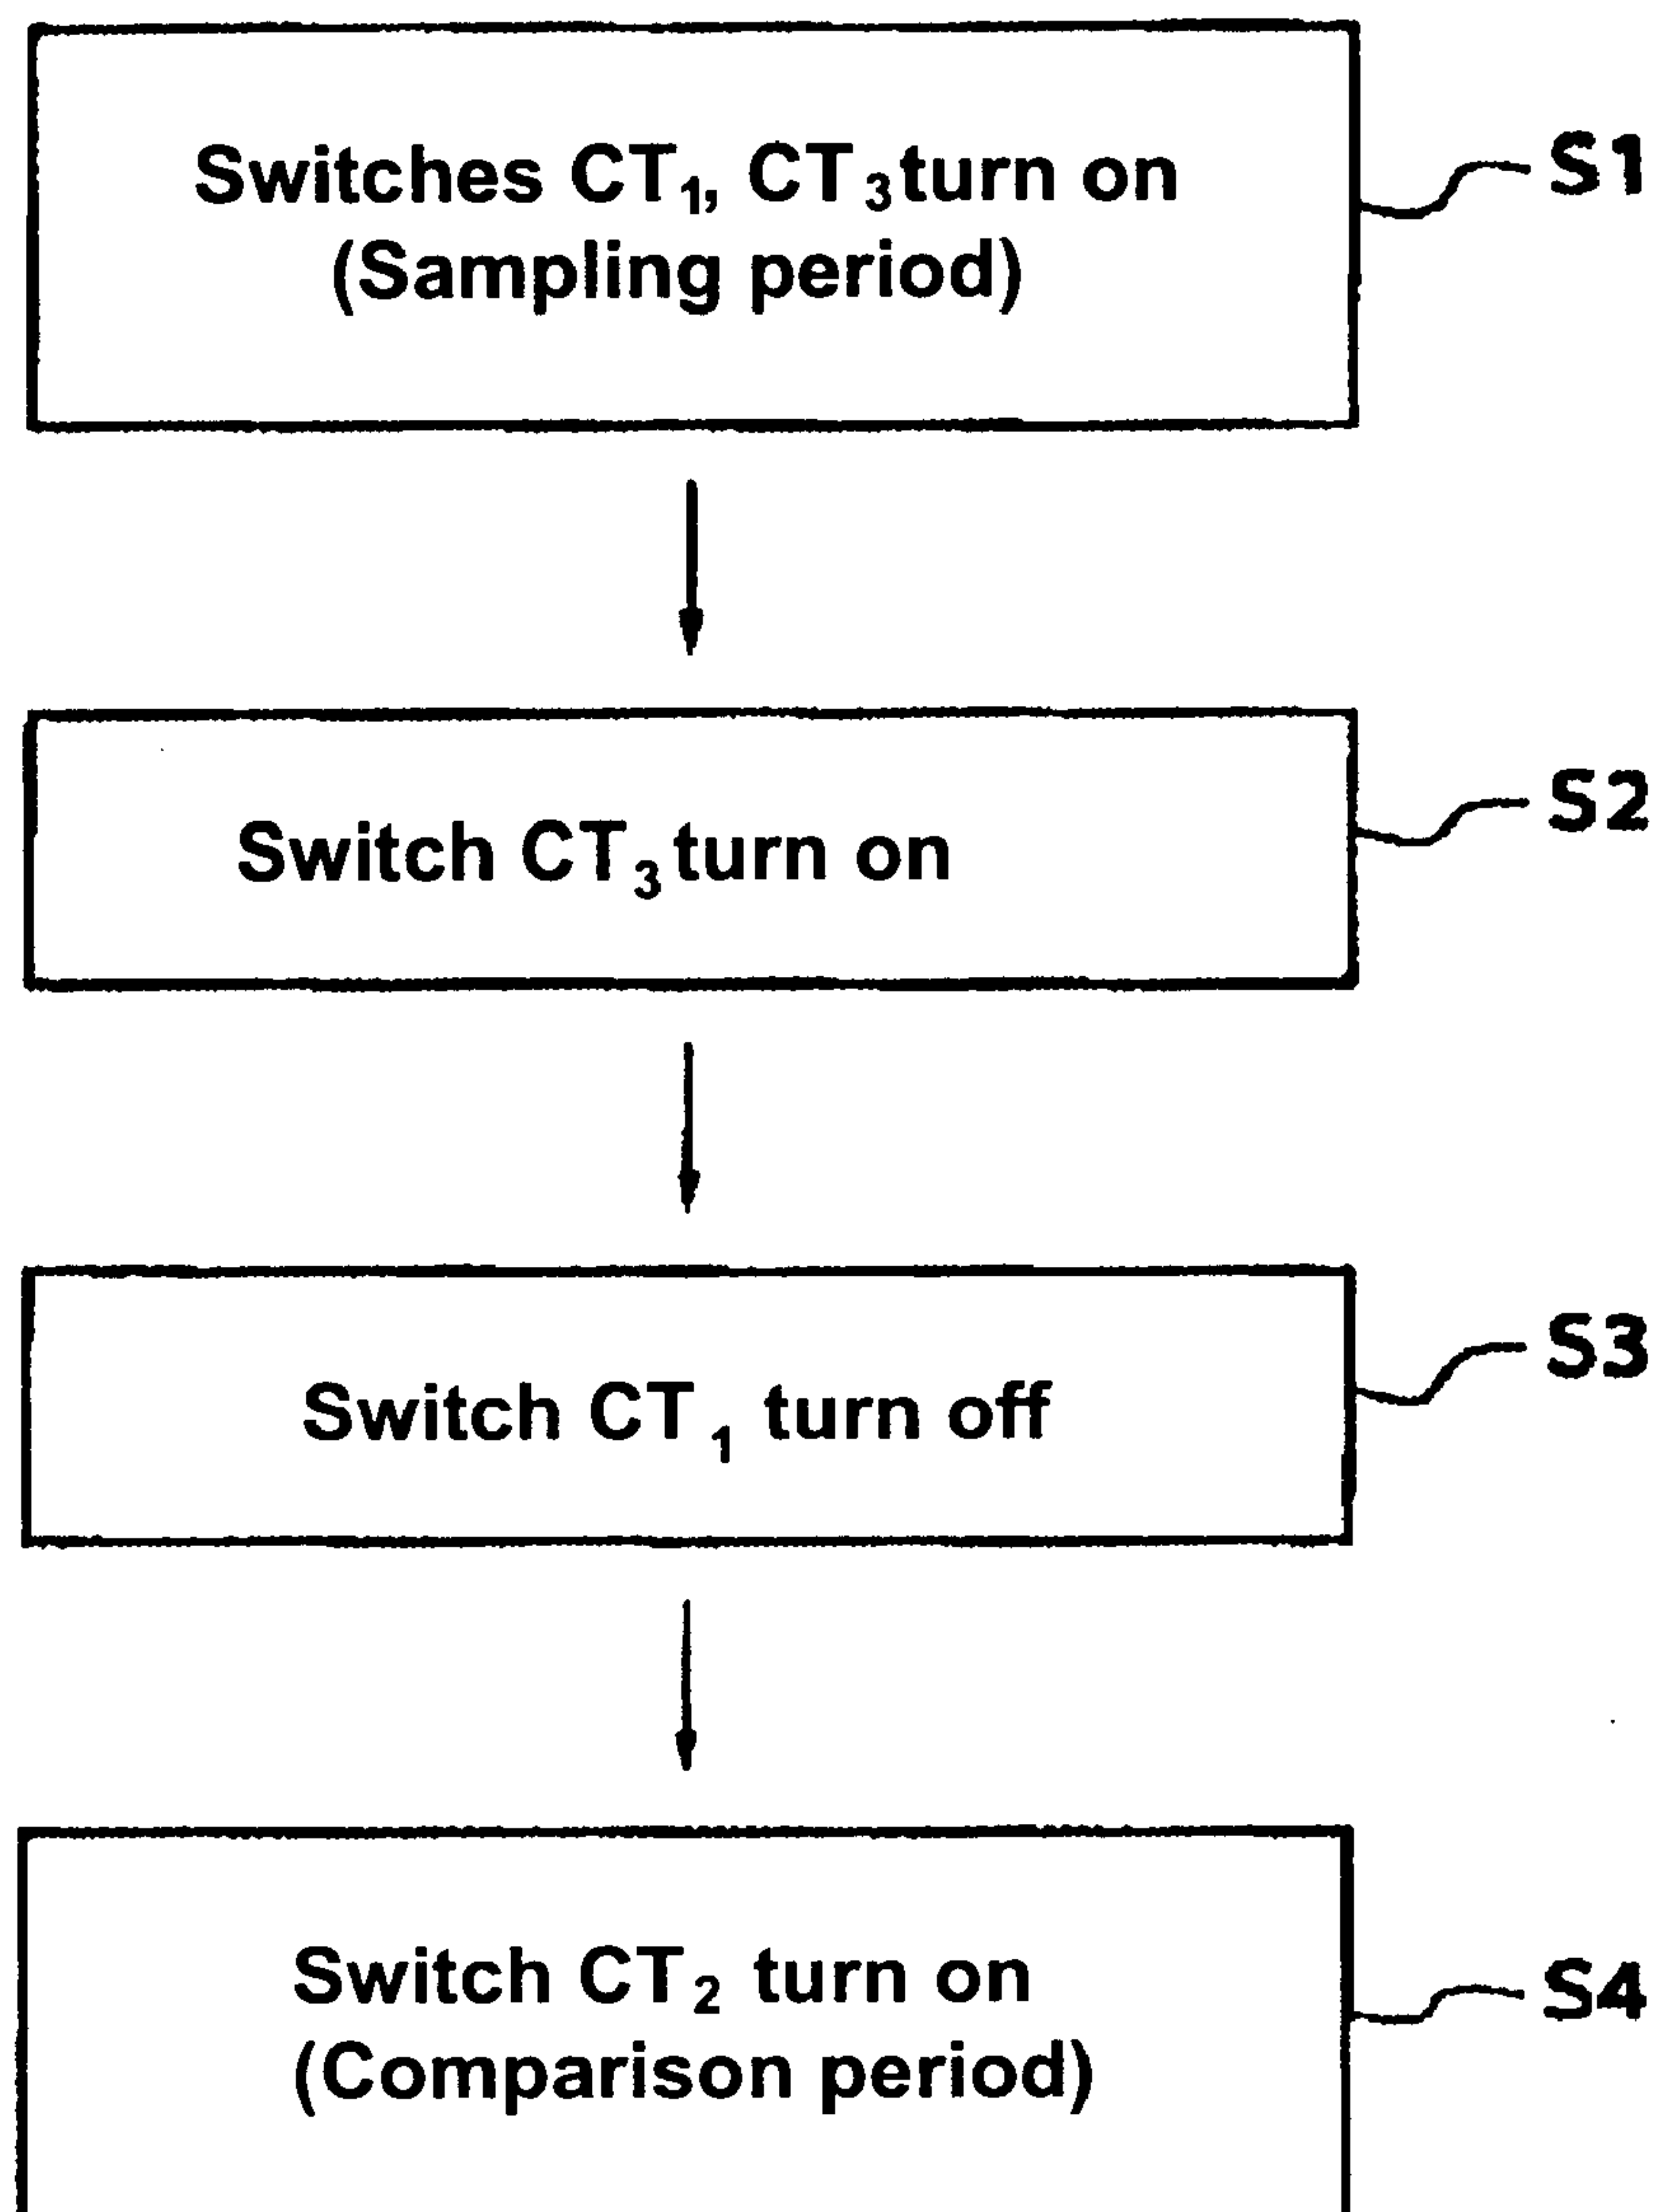 Switches CT₁, CT₃ turn on
(Sampling period)
S1
Switch CT₃ turn on
S2
Switch CT₁ turn off
S3
Switch CT₂ turn on
(Comparison period)
S4